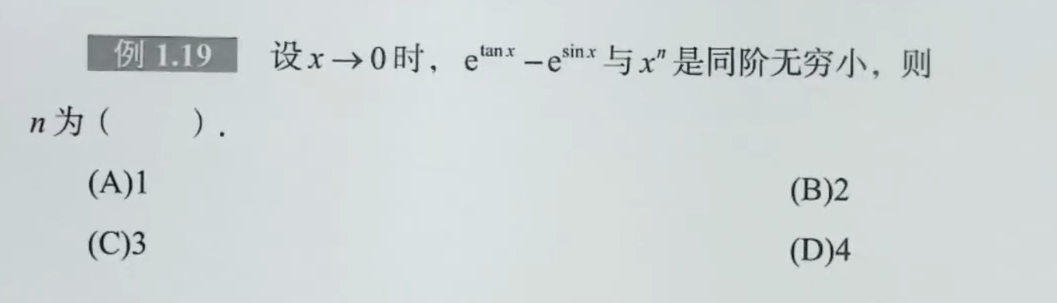 例 1.19 设 x → 0 时，e^{tan x} − e^{sin x} 与 x^n 是同阶无穷小，则
n 为（ ）.
(A)1 (B)2
(C)3 (D)4